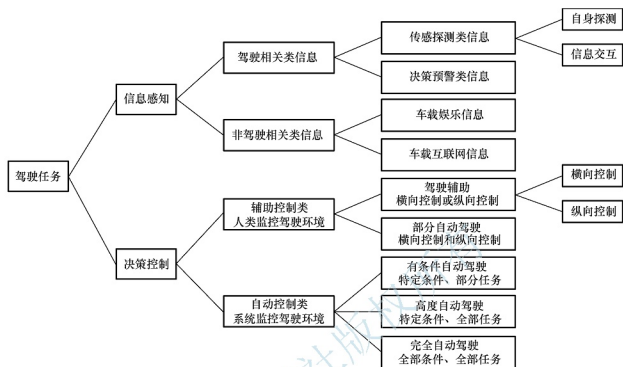 驾驶任务
信息感知
驾驶相关类信息
传感探测类信息
自身探测
信息交互
决策预警类信息
非驾驶相关类信息
车载娱乐信息
车载互联网信息
决策控制
辅助控制类
人类监控驾驶环境
驾驶辅助
横向控制或纵向控制
横向控制
纵向控制
部分自动驾驶
横向控制和纵向控制
自动控制类
系统监控驾驶环境
有条件自动驾驶
特定条件、部分任务
高度自动驾驶
特定条件、全部任务
完全自动驾驶
全部条件、全部任务